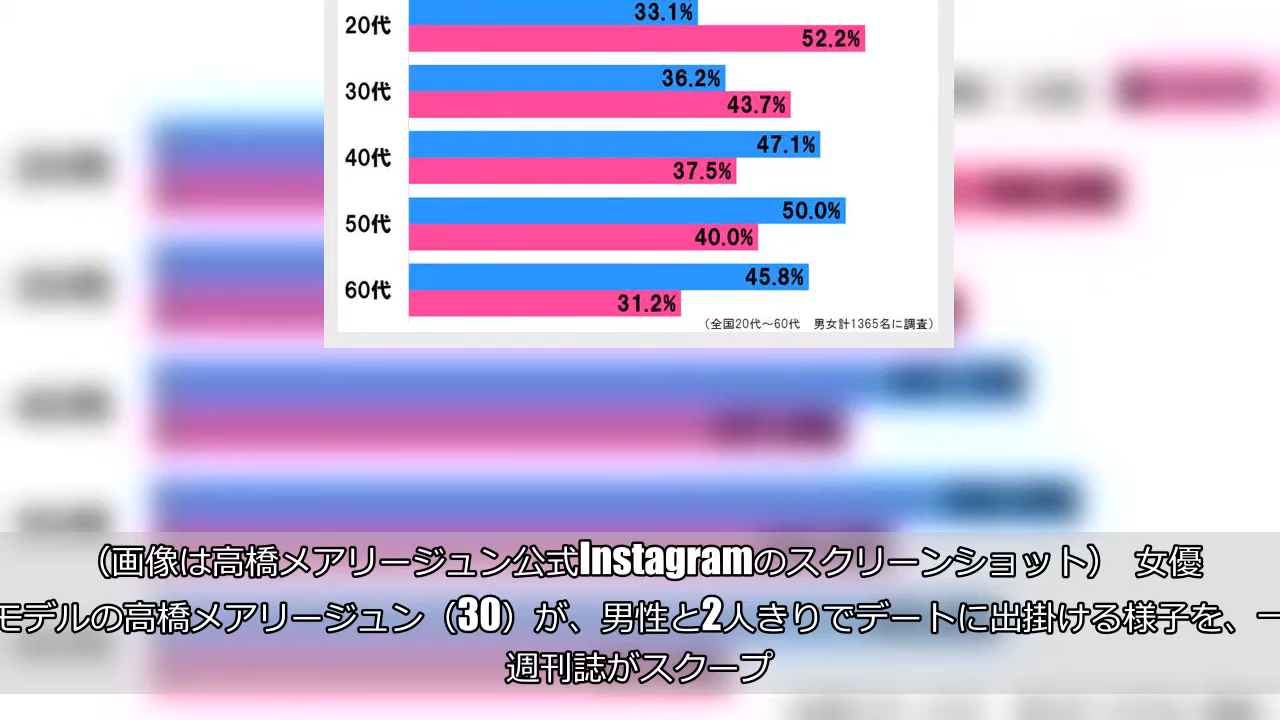 33.1%
20代
52.2%
36.2%
30代
43.7%
47.1%
40代
37.5%
50.0%
50代
40.0%
45.8%
60代
31.2%
（全国20代～60代　男女計1365名に調査）
（画像は高橋メアリージュン公式Instagramのスクリーンショット）　女優
モデルの高橋メアリージュン（30）が、男性と2人きりでデートに出掛ける様子を、一
週刊誌がスクープ